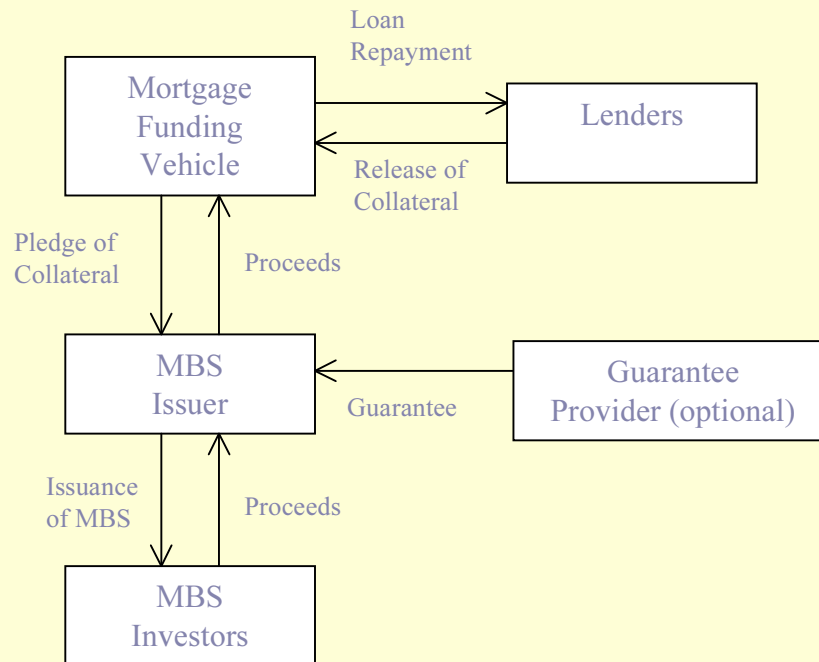 Loan
Repayment
Mortgage
Funding
Vehicle
Lenders
Release of
Collateral
Pledge of
Collateral
Proceeds
MBS
Issuer
Guarantee
Guarantee
Provider (optional)
Issuance
of MBS
Proceeds
MBS
Investors